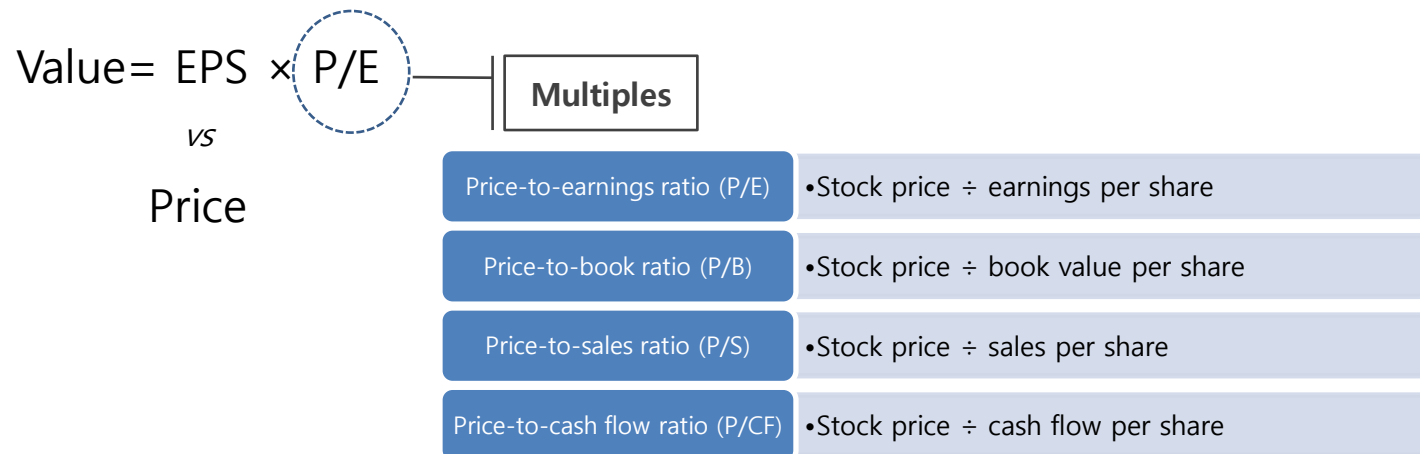 Value= EPS × P/E
Multiples
vs
Price
Price-to-earnings ratio (P/E) •Stock price ÷ earnings per share
Price-to-book ratio (P/B) •Stock price ÷ book value per share
Price-to-sales ratio (P/S) •Stock price ÷ sales per share
Price-to-cash flow ratio (P/CF) •Stock price ÷ cash flow per share